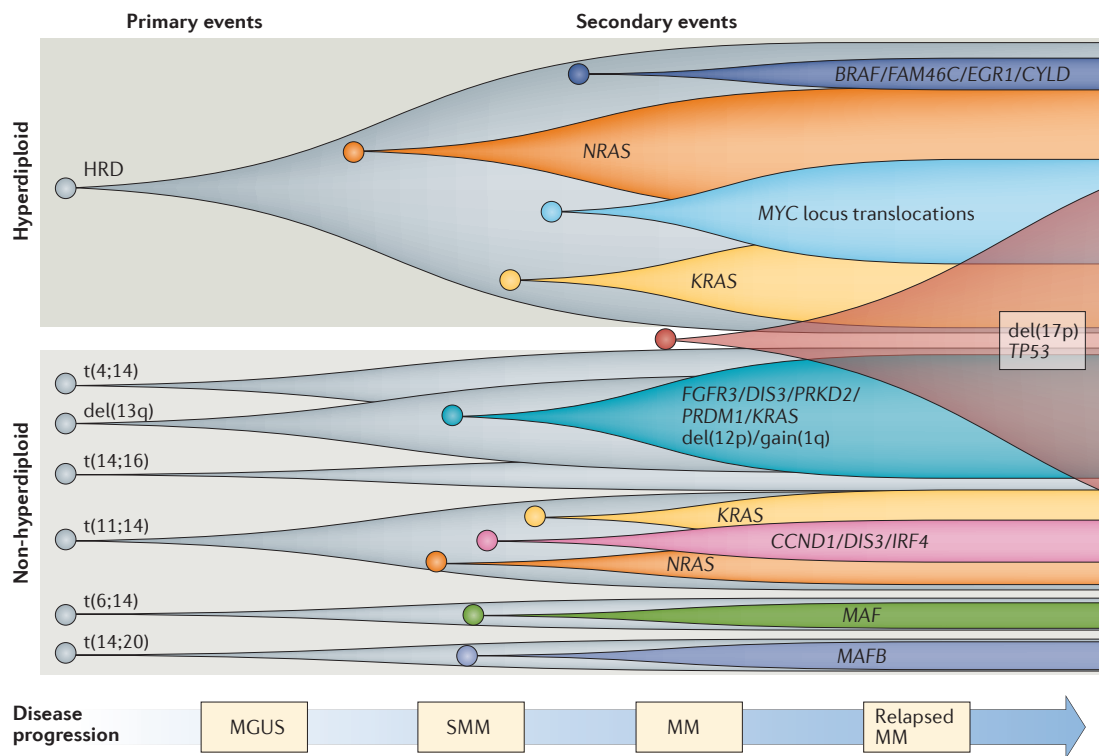 Primary events
Secondary events
Hyperdiploid
HRD
BRAF/FAM46C/EGR1/CYLD
NRAS
MYC locus translocations
KRAS
del(17p)
TP53
Non-hyperdiploid
t(4;14)
del(13q)
t(14;16)
t(11;14)
t(6;14)
t(14;20)
FGFR3/DIS3/PRKD2/
PRDM1/KRAS
del(12p)/gain(1q)
KRAS
CCND1/DIS3/IRF4
NRAS
MAF
MAFB
Disease
progression
MGUS
SMM
MM
Relapsed
MM